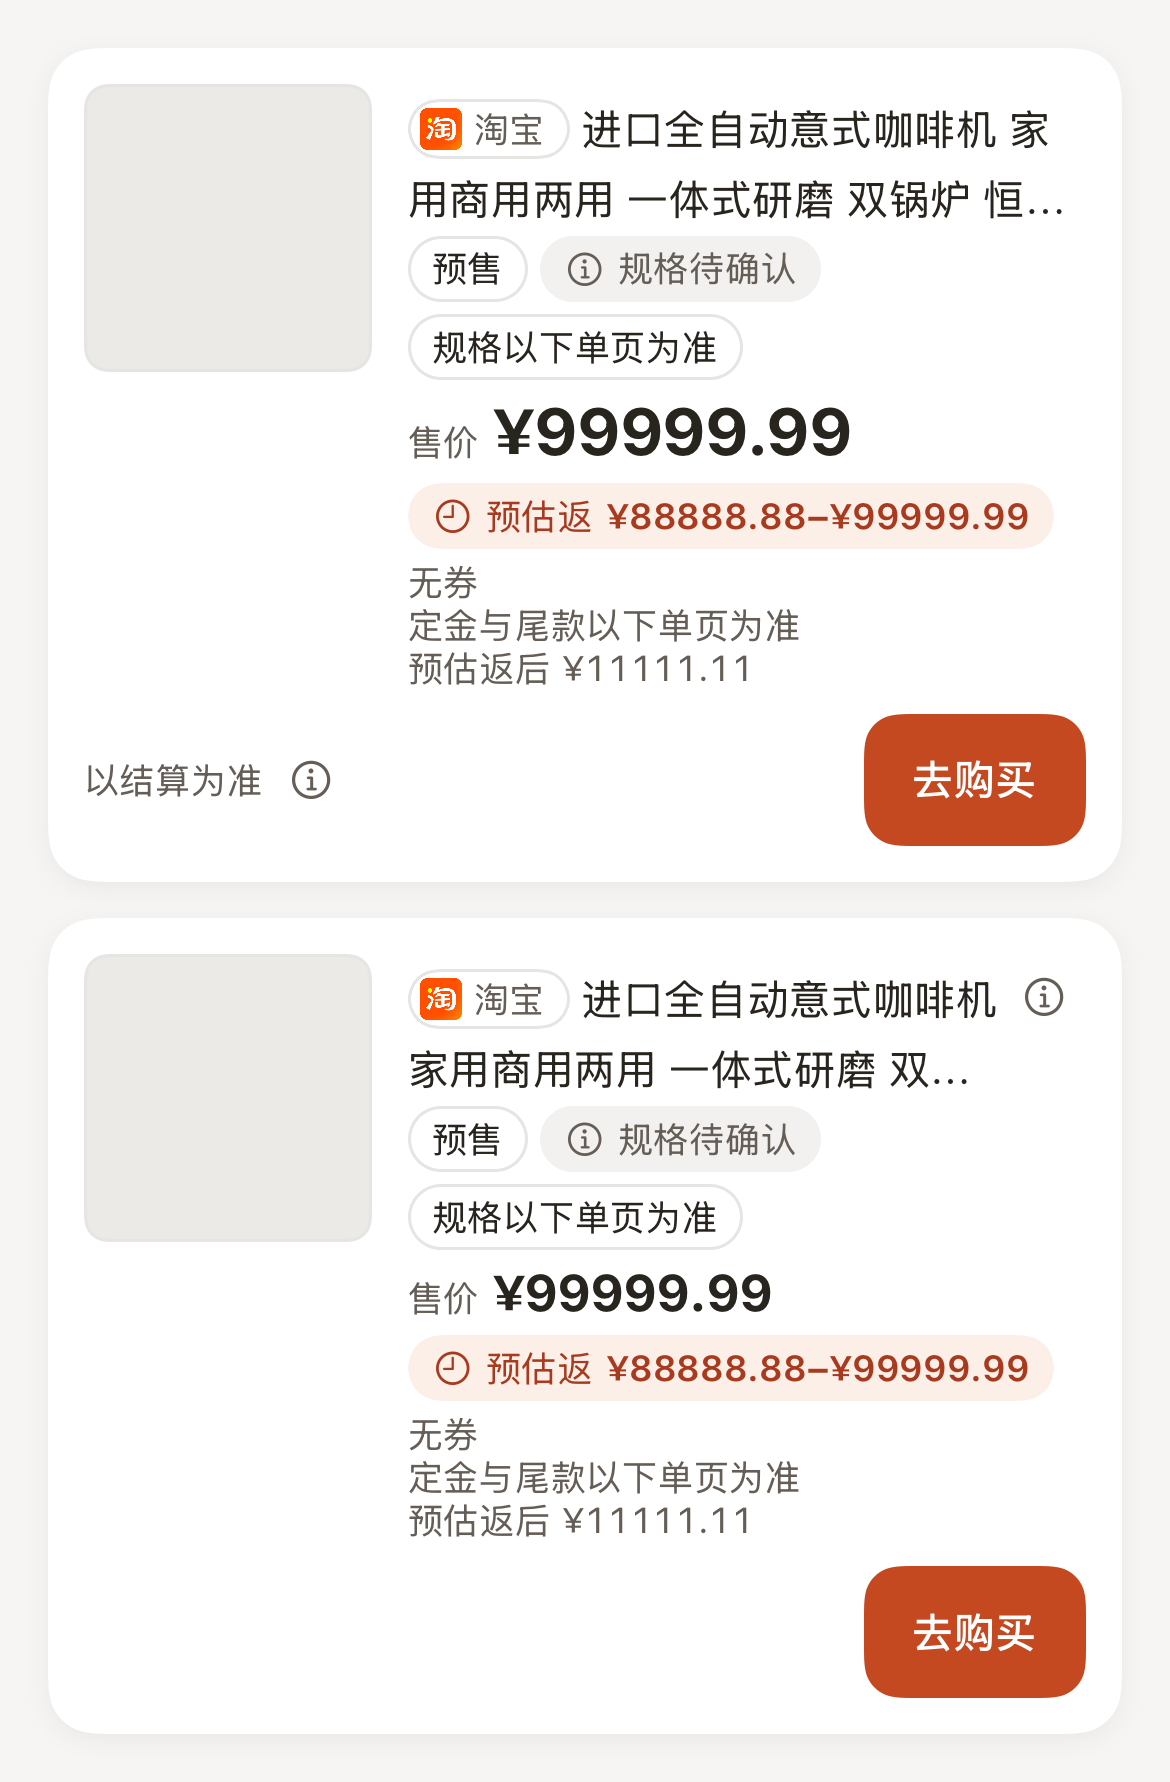 淘 淘宝 进口全自动意式咖啡机 家
用商用两用 一体式研磨 双锅炉 恒...
预售 规格待确认
规格以下单页为准
售价 ¥99999.99
预估返 ¥88888.88–¥99999.99
无券
定金与尾款以下单页为准
预估返后 ¥11111.11
以结算为准 去购买
淘 淘宝 进口全自动意式咖啡机
家用商用两用 一体式研磨 双...
预售 规格待确认
规格以下单页为准
售价 ¥99999.99
预估返 ¥88888.88–¥99999.99
无券
定金与尾款以下单页为准
预估返后 ¥11111.11
去购买